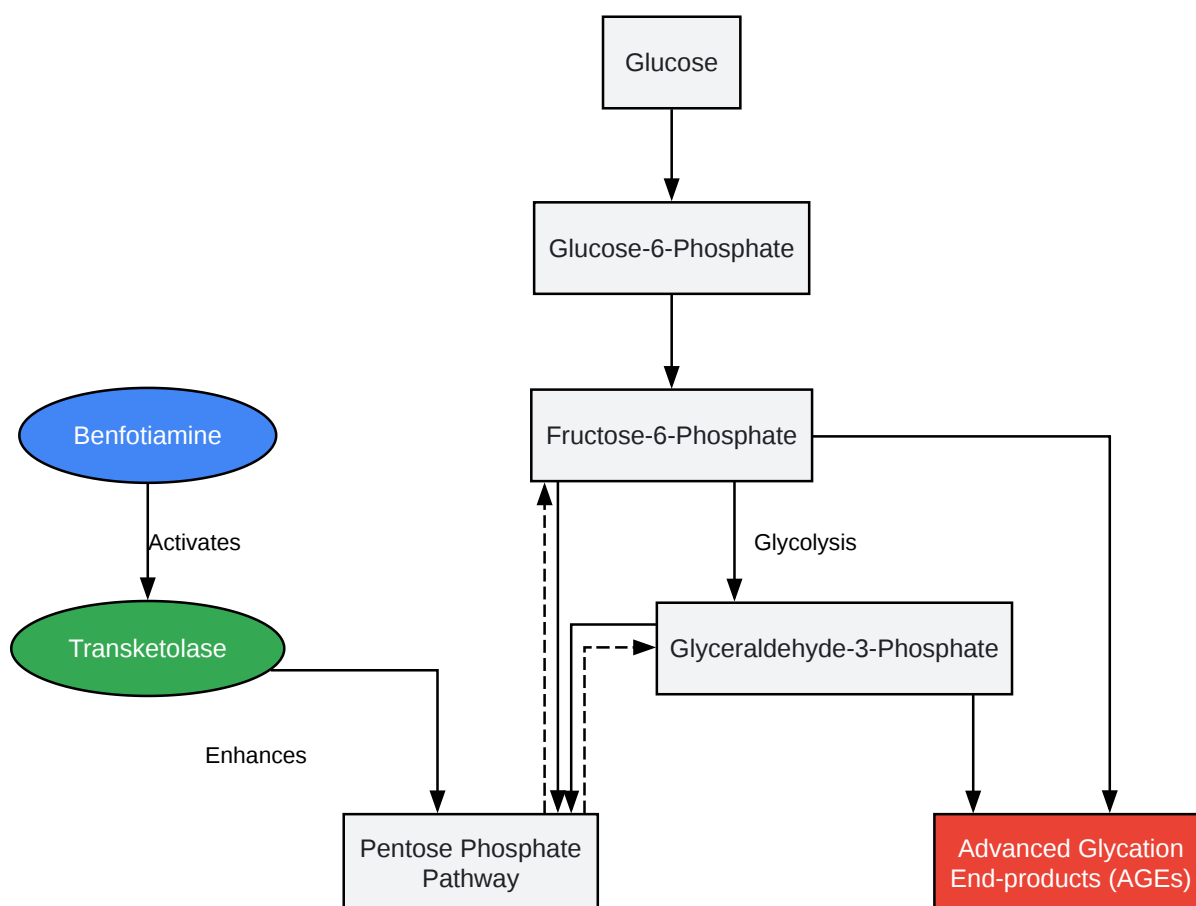 Glucose
Glucose-6-Phosphate
Fructose-6-Phosphate
Benfotiamine
Activates
Glycolysis
Transketolase
Glyceraldehyde-3-Phosphate
Enhances
Pentose Phosphate
Pathway
Advanced Glycation
End-products (AGEs)